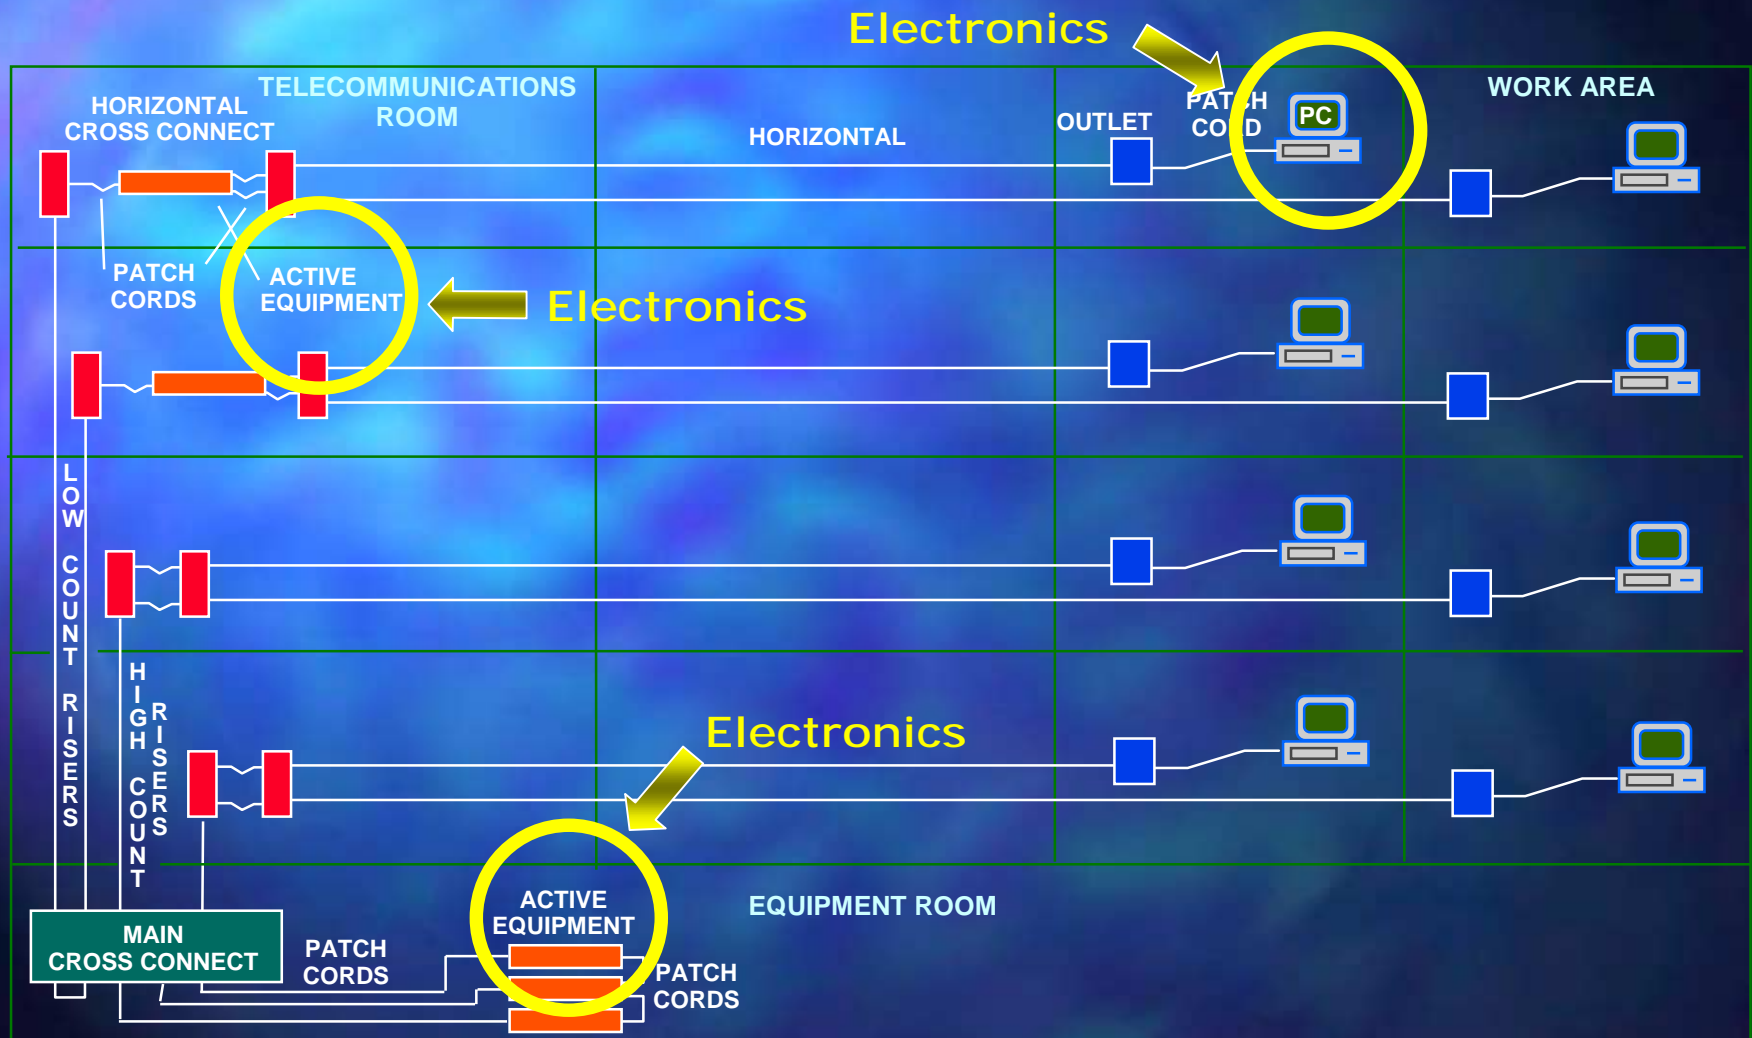 Electronics
TELECOMMUNICATIONS
ROOM
WORK AREA
HORIZONTAL
CROSS CONNECT
HORIZONTAL
OUTLET
PATCH
CORD
PC
PATCH
CORDS
ACTIVE
EQUIPMENT
Electronics
LOW COUNT RISERS
HIGH COUNT
RISERS
Electronics
ACTIVE
EQUIPMENT
EQUIPMENT ROOM
MAIN
CROSS CONNECT
PATCH
CORDS
PATCH
CORDS